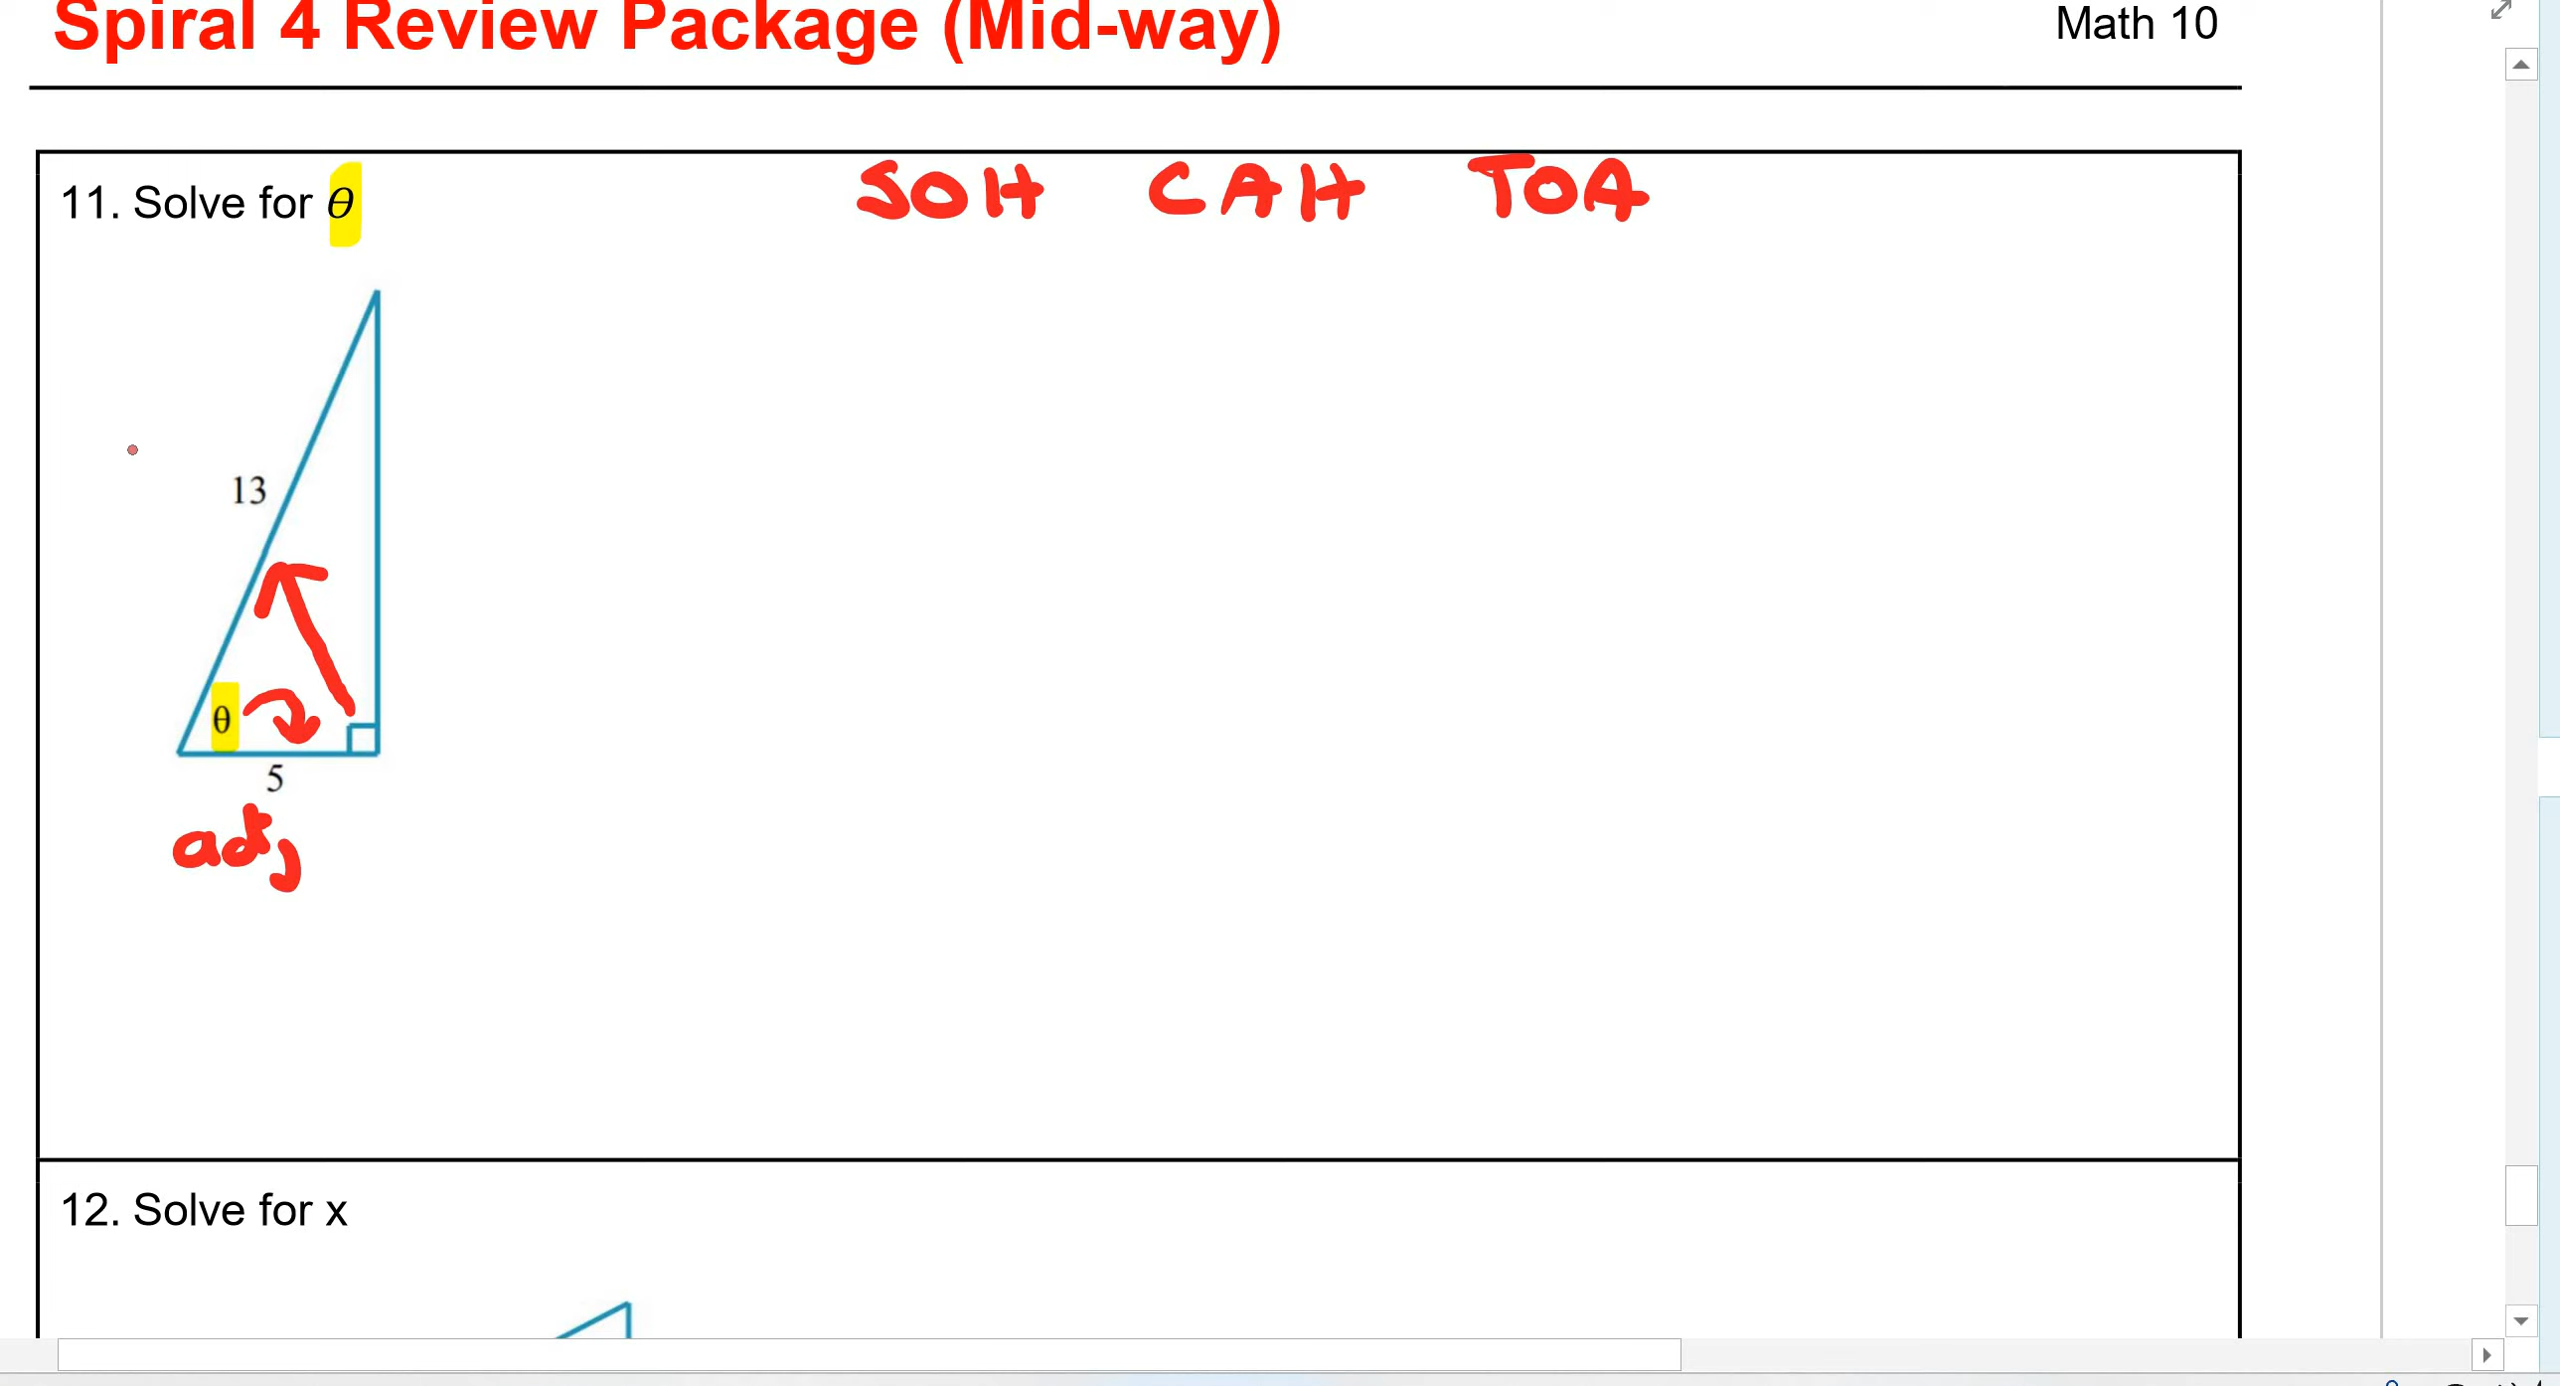 Spiral 4 Review Package (Mid-way)
Math 10
11. Solve for θ
SOH CAH TOA
13
θ
5
adj
12. Solve for x